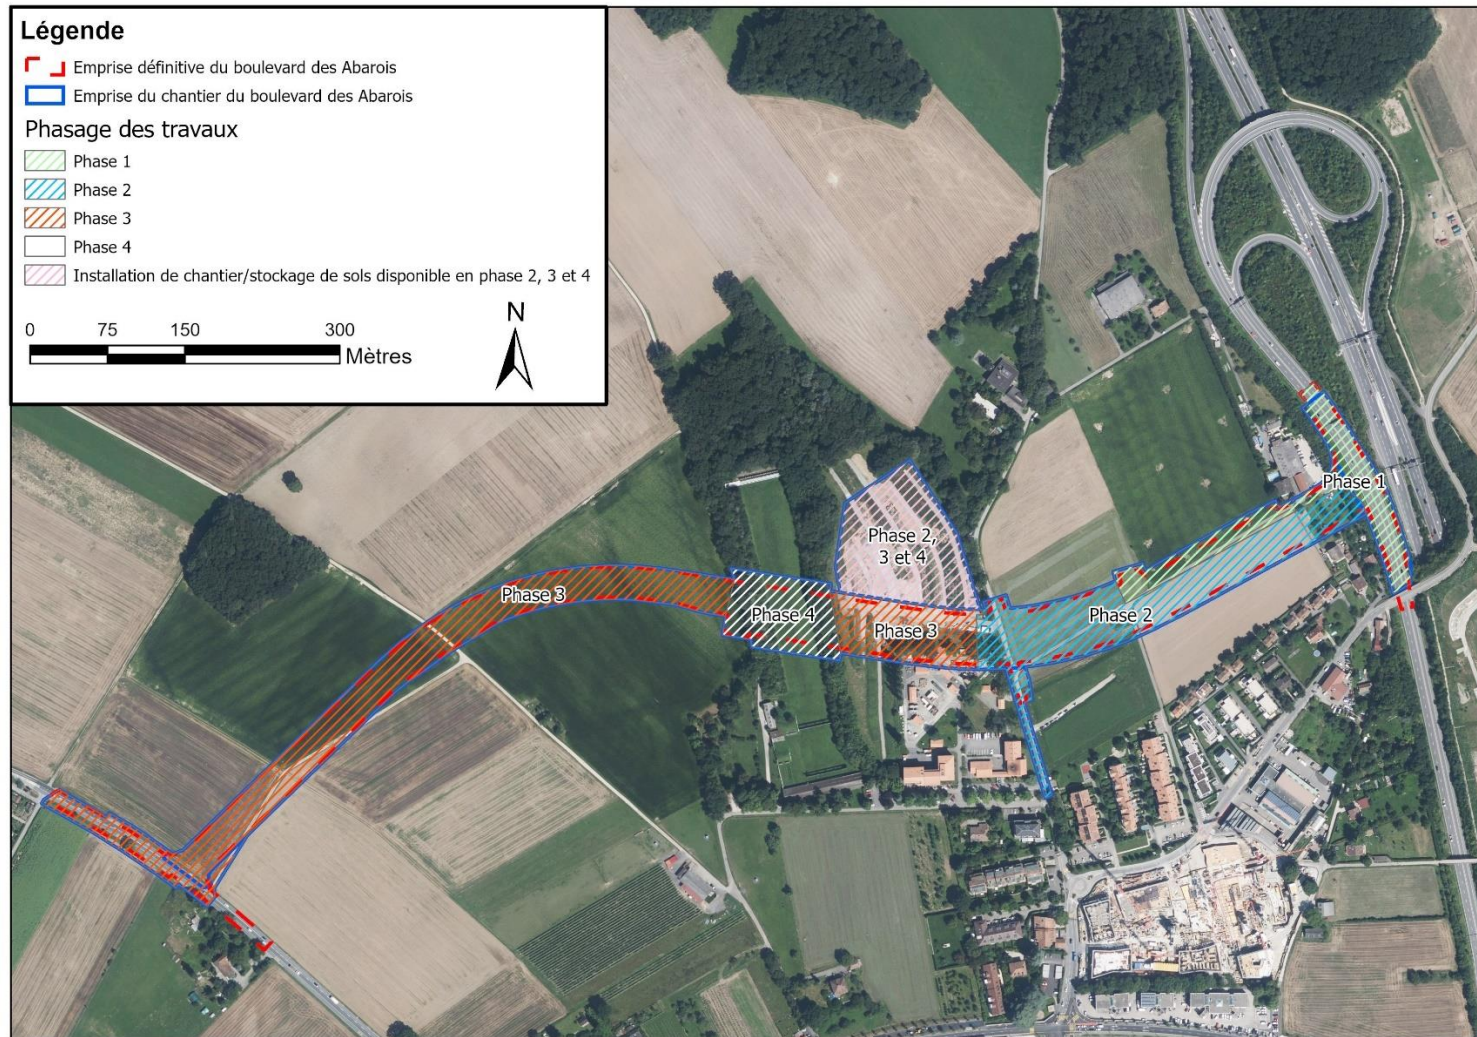 Légende
Emprise définitive du boulevard des Abarois
Emprise du chantier du boulevard des Abarois
Phasage des travaux
Phase 1
Phase 2
Phase 3
Phase 4
Installation de chantier/stockage de sols disponible en phase 2, 3 et 4
0 75 150 300
Mètres
N
Phase 1
Phase 2,
3 et 4
Phase 3
Phase 4
Phase 3
Phase 2